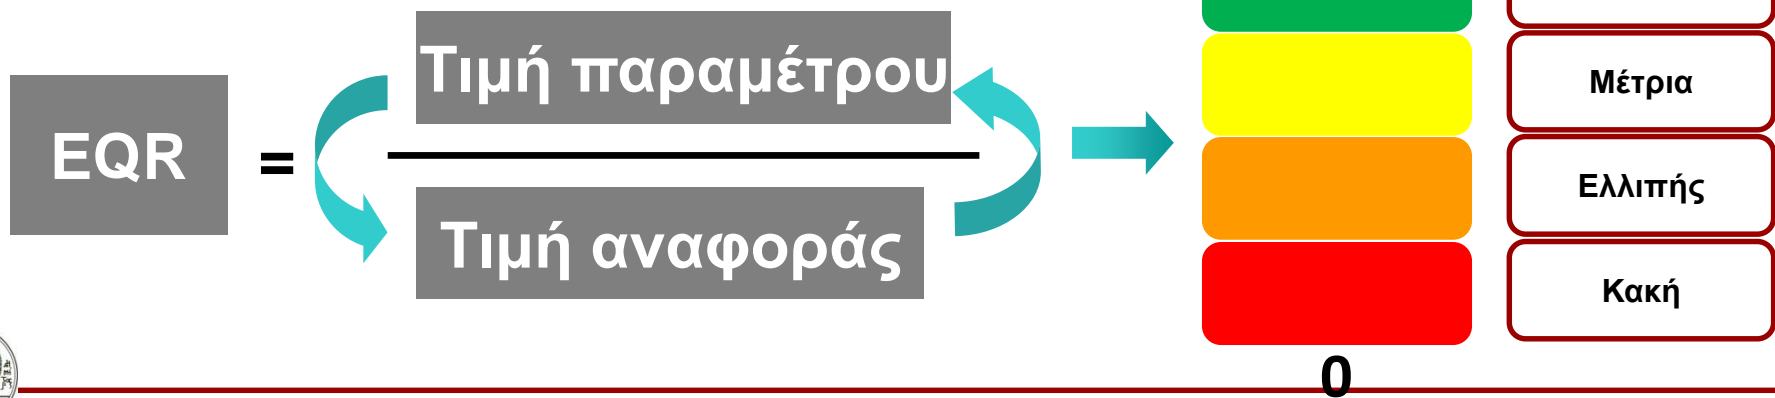 EQR
=
Τιμή παραμέτρου
Τιμή αναφοράς
Μέτρια
Ελλιπής
Κακή
0